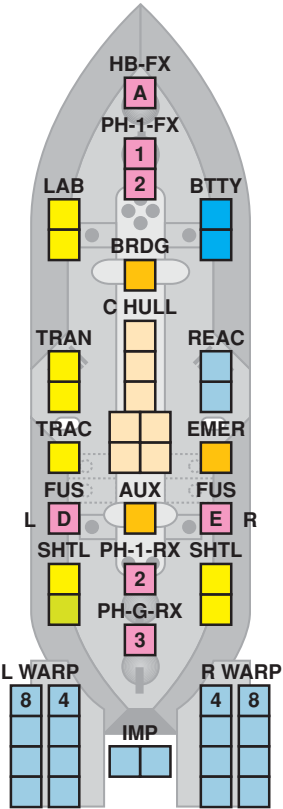 HB-FX
A
PH-1-FX
1
2
LAB BTTY
BRDG
C HULL
TRAN REAC
TRAC EMER
FUS AUX FUS
L D E R
SHTL PH-1-RX SHTL
2
PH-G-RX
3
L WARP R WARP
8 4 4 8
IMP